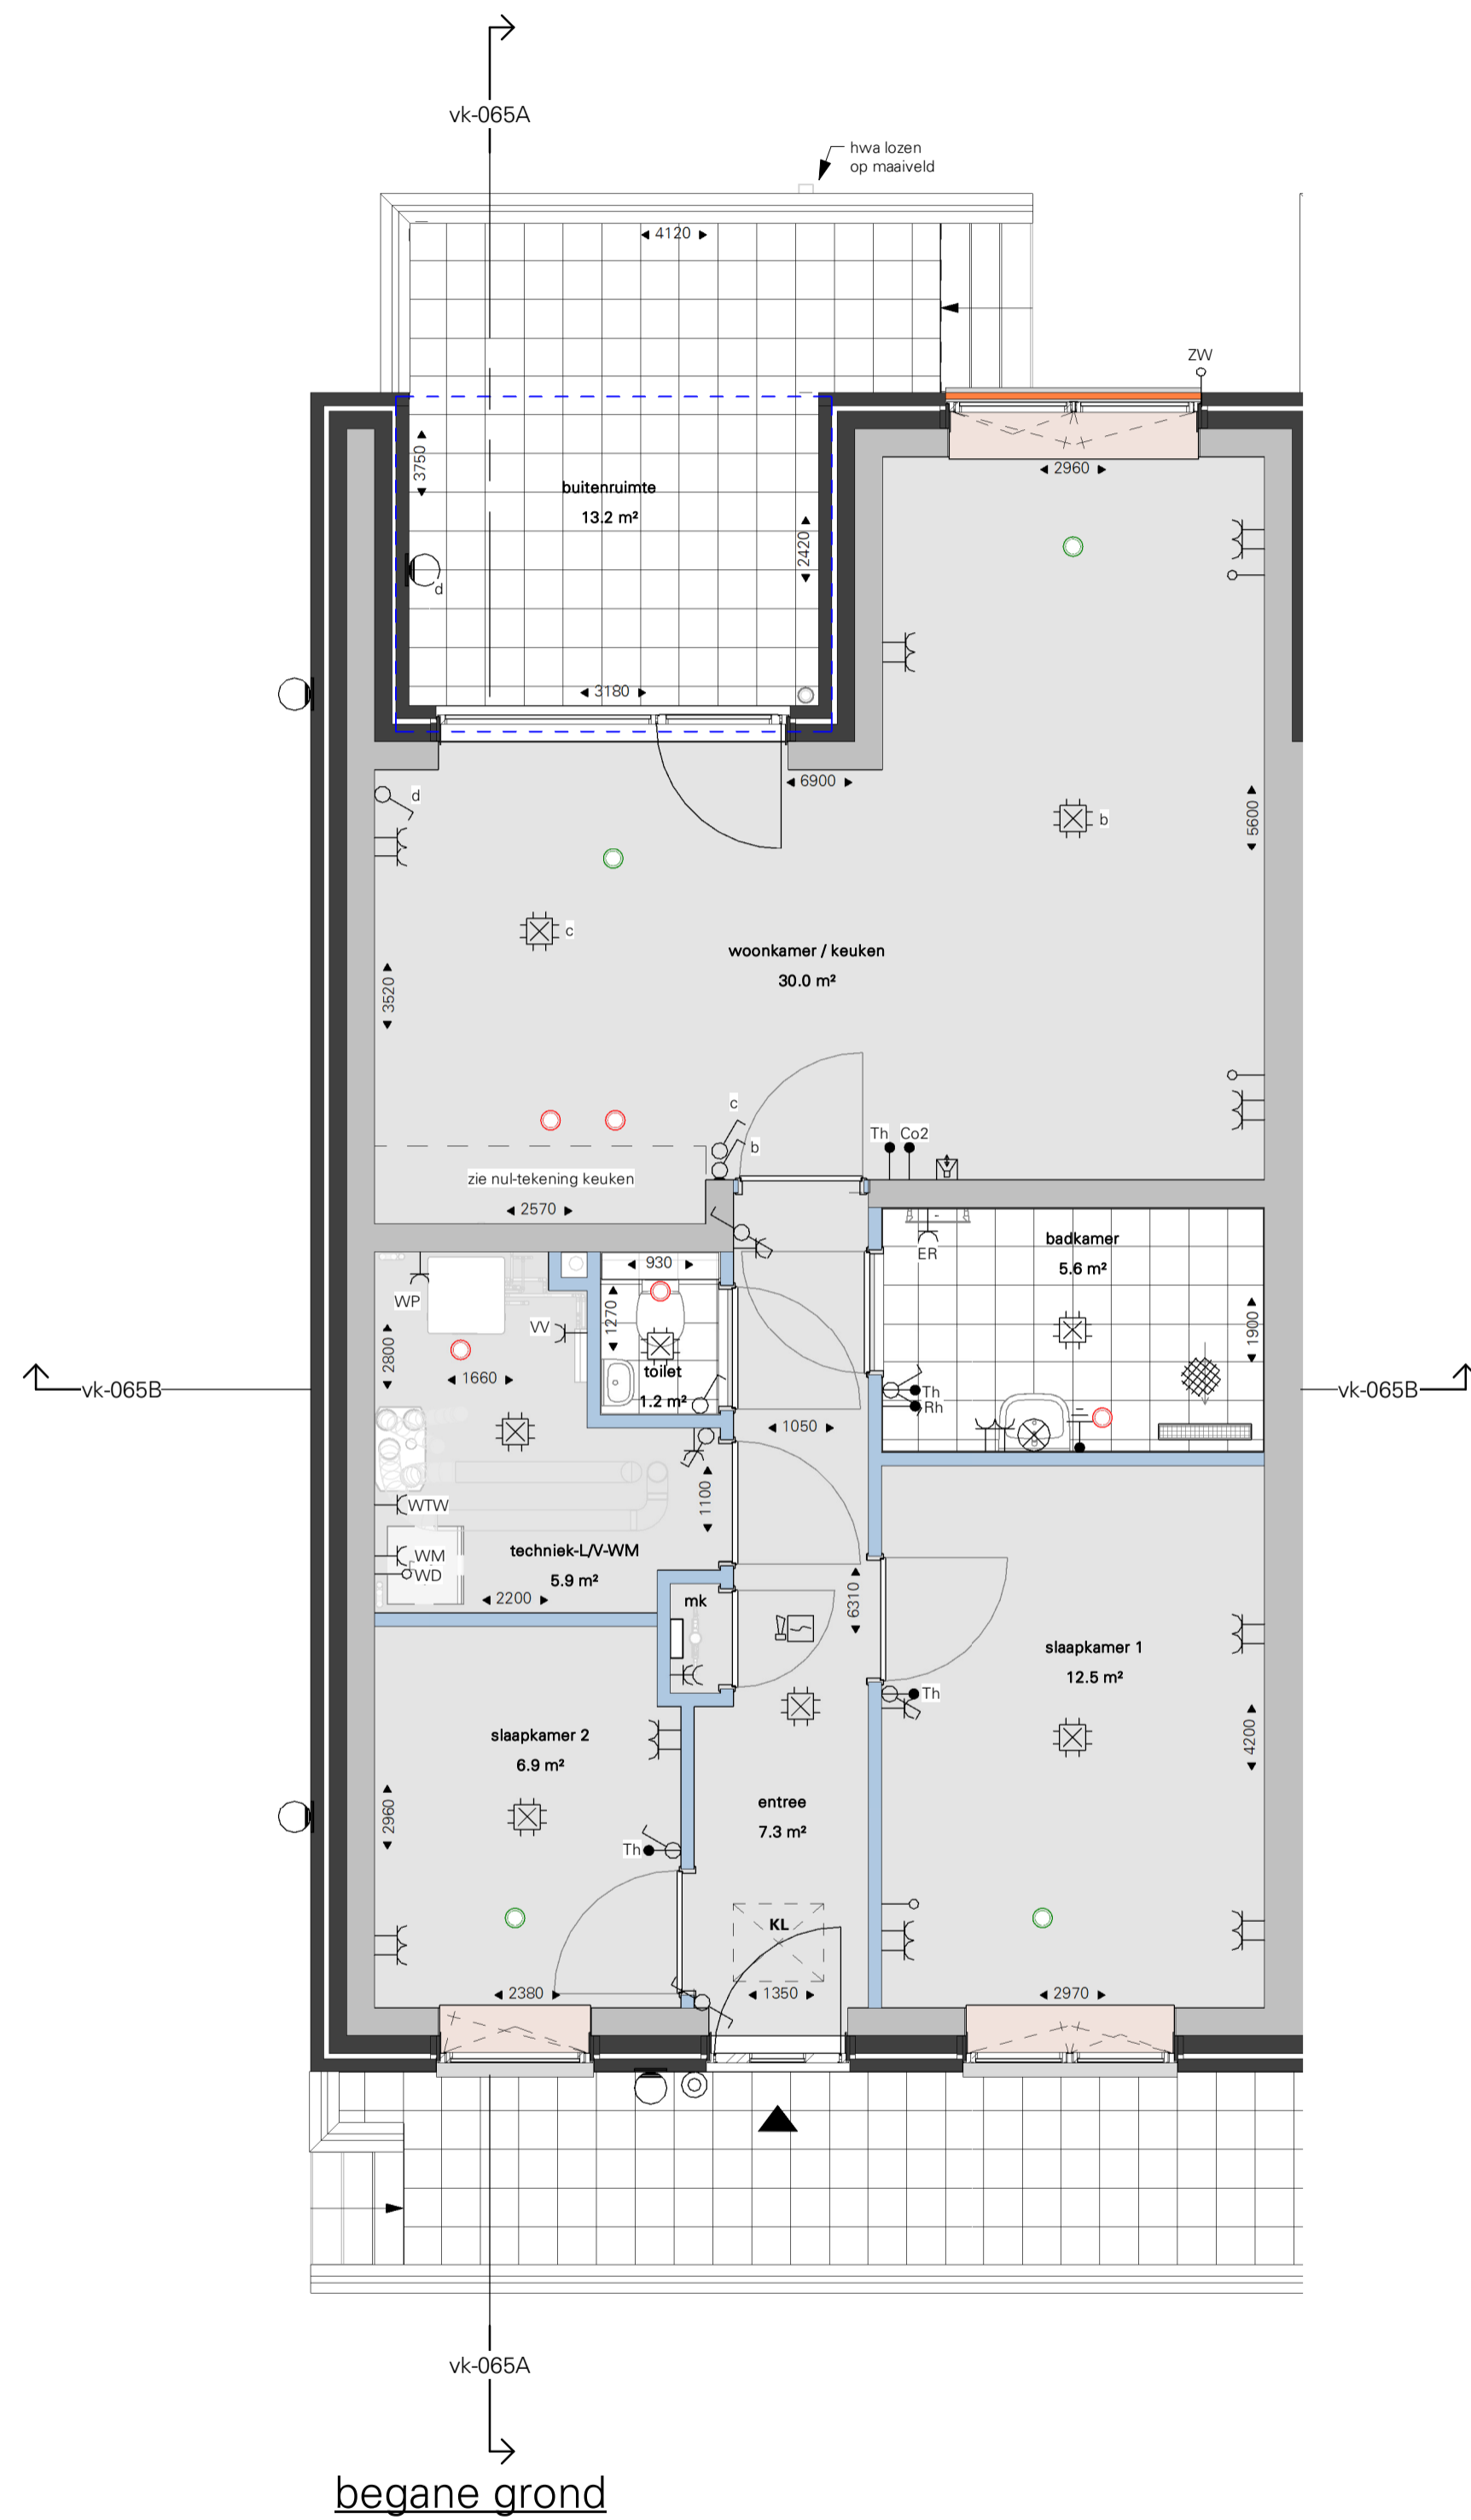 vk-065A
hwa lozen
op maaiveld
4120
ZW
3750
buitenruimte
13.2 m²
2960
2420
3180
6900
d
d
b
5600
c
woonkamer / keuken
30.0 m²
3520
c
b
Th
Co2
zie nul-tekening keuken
2570
930
ER
badkamer
5.6 m²
WP
VV
1270
2800
1660
toilet
1.2 m²
1900
vk-065B
vk-065B
Th
Rh
1050
WTW
1100
WM
WD
techniek-L/V-WM
5.9 m²
2200
mk
6310
slaapkamer 1
12.5 m²
Th
slaapkamer 2
6.9 m²
4200
2960
entree
7.3 m²
Th
KL
2380
1350
2970
vk-065A
begane grond